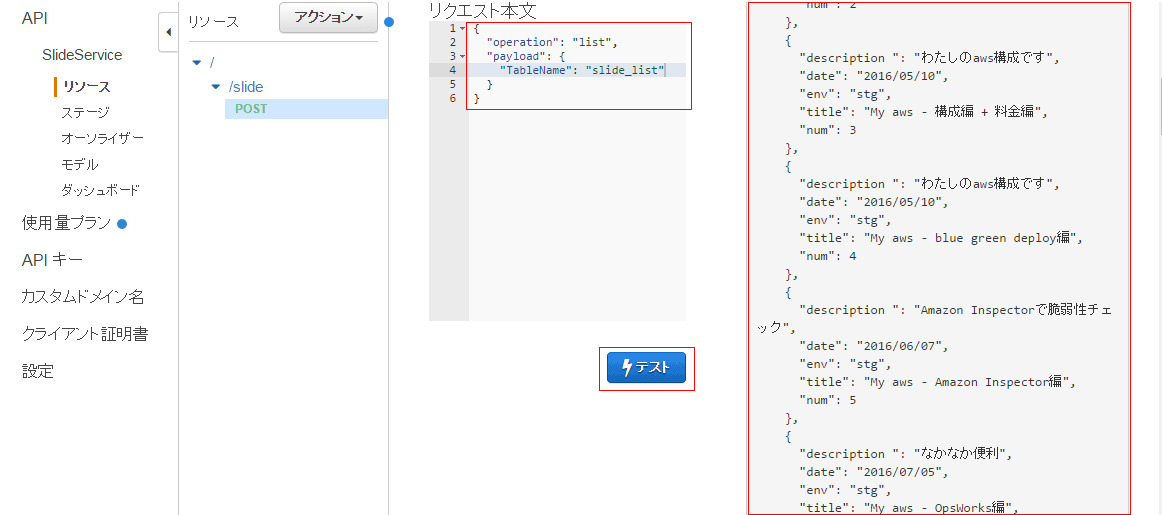 API
SlideService
リソース
ステージ
オーソライザー
モデル
ダッシュボード
使用量プラン
API キー
カスタムドメイン名
クライアント証明書
設定
リソース
アクション
/
/slide
POST
リクエスト本文
1 {
2 "operation": "list",
3 "payload": {
4 "TableName": "slide_list"
5 }
6 }
テスト
"num": 2
},
{
"description ": "わたしのaws構成です",
"date": "2016/05/10",
"env": "stg",
"title": "My aws - 構成編 + 料金編",
"num": 3
},
{
"description ": "わたしのaws構成です",
"date": "2016/05/10",
"env": "stg",
"title": "My aws - blue green deploy編",
"num": 4
},
{
"description ": "Amazon Inspectorで脆弱性チェ
ック",
"date": "2016/06/07",
"env": "stg",
"title": "My aws - Amazon Inspector編",
"num": 5
},
{
"description ": "なかなか便利",
"date": "2016/07/05",
"env": "stg",
"title": "My aws - OpsWorks編",